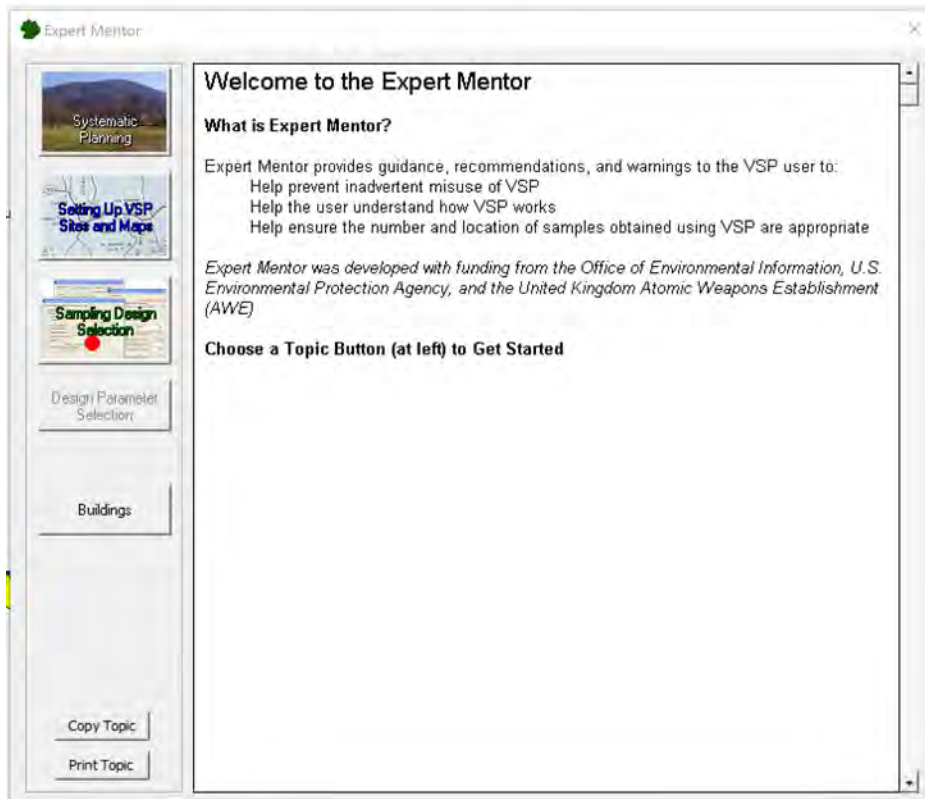 Expert Mentor
Systematic
Planning
Setting Up VSP
Sites and Maps
Sampling Design
Selection
Design Parameter
Selection
Buildings
Copy Topic
Print Topic
Welcome to the Expert Mentor
What is Expert Mentor?
Expert Mentor provides guidance, recommendations, and warnings to the VSP user to:
Help prevent inadvertent misuse of VSP
Help the user understand how VSP works
Help ensure the number and location of samples obtained using VSP are appropriate
Expert Mentor was developed with funding from the Office of Environmental Information, U.S.
Environmental Protection Agency, and the United Kingdom Atomic Weapons Establishment
(AWE)
Choose a Topic Button (at left) to Get Started